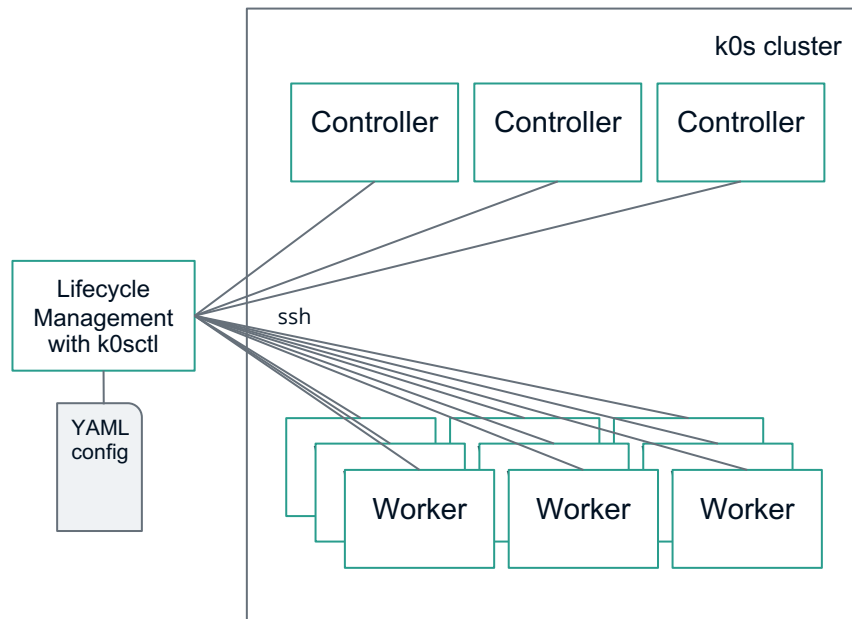 k0s cluster
Controller
Controller
Controller
Lifecycle
Management
with k0sctl
ssh
YAML
config
Worker
Worker
Worker